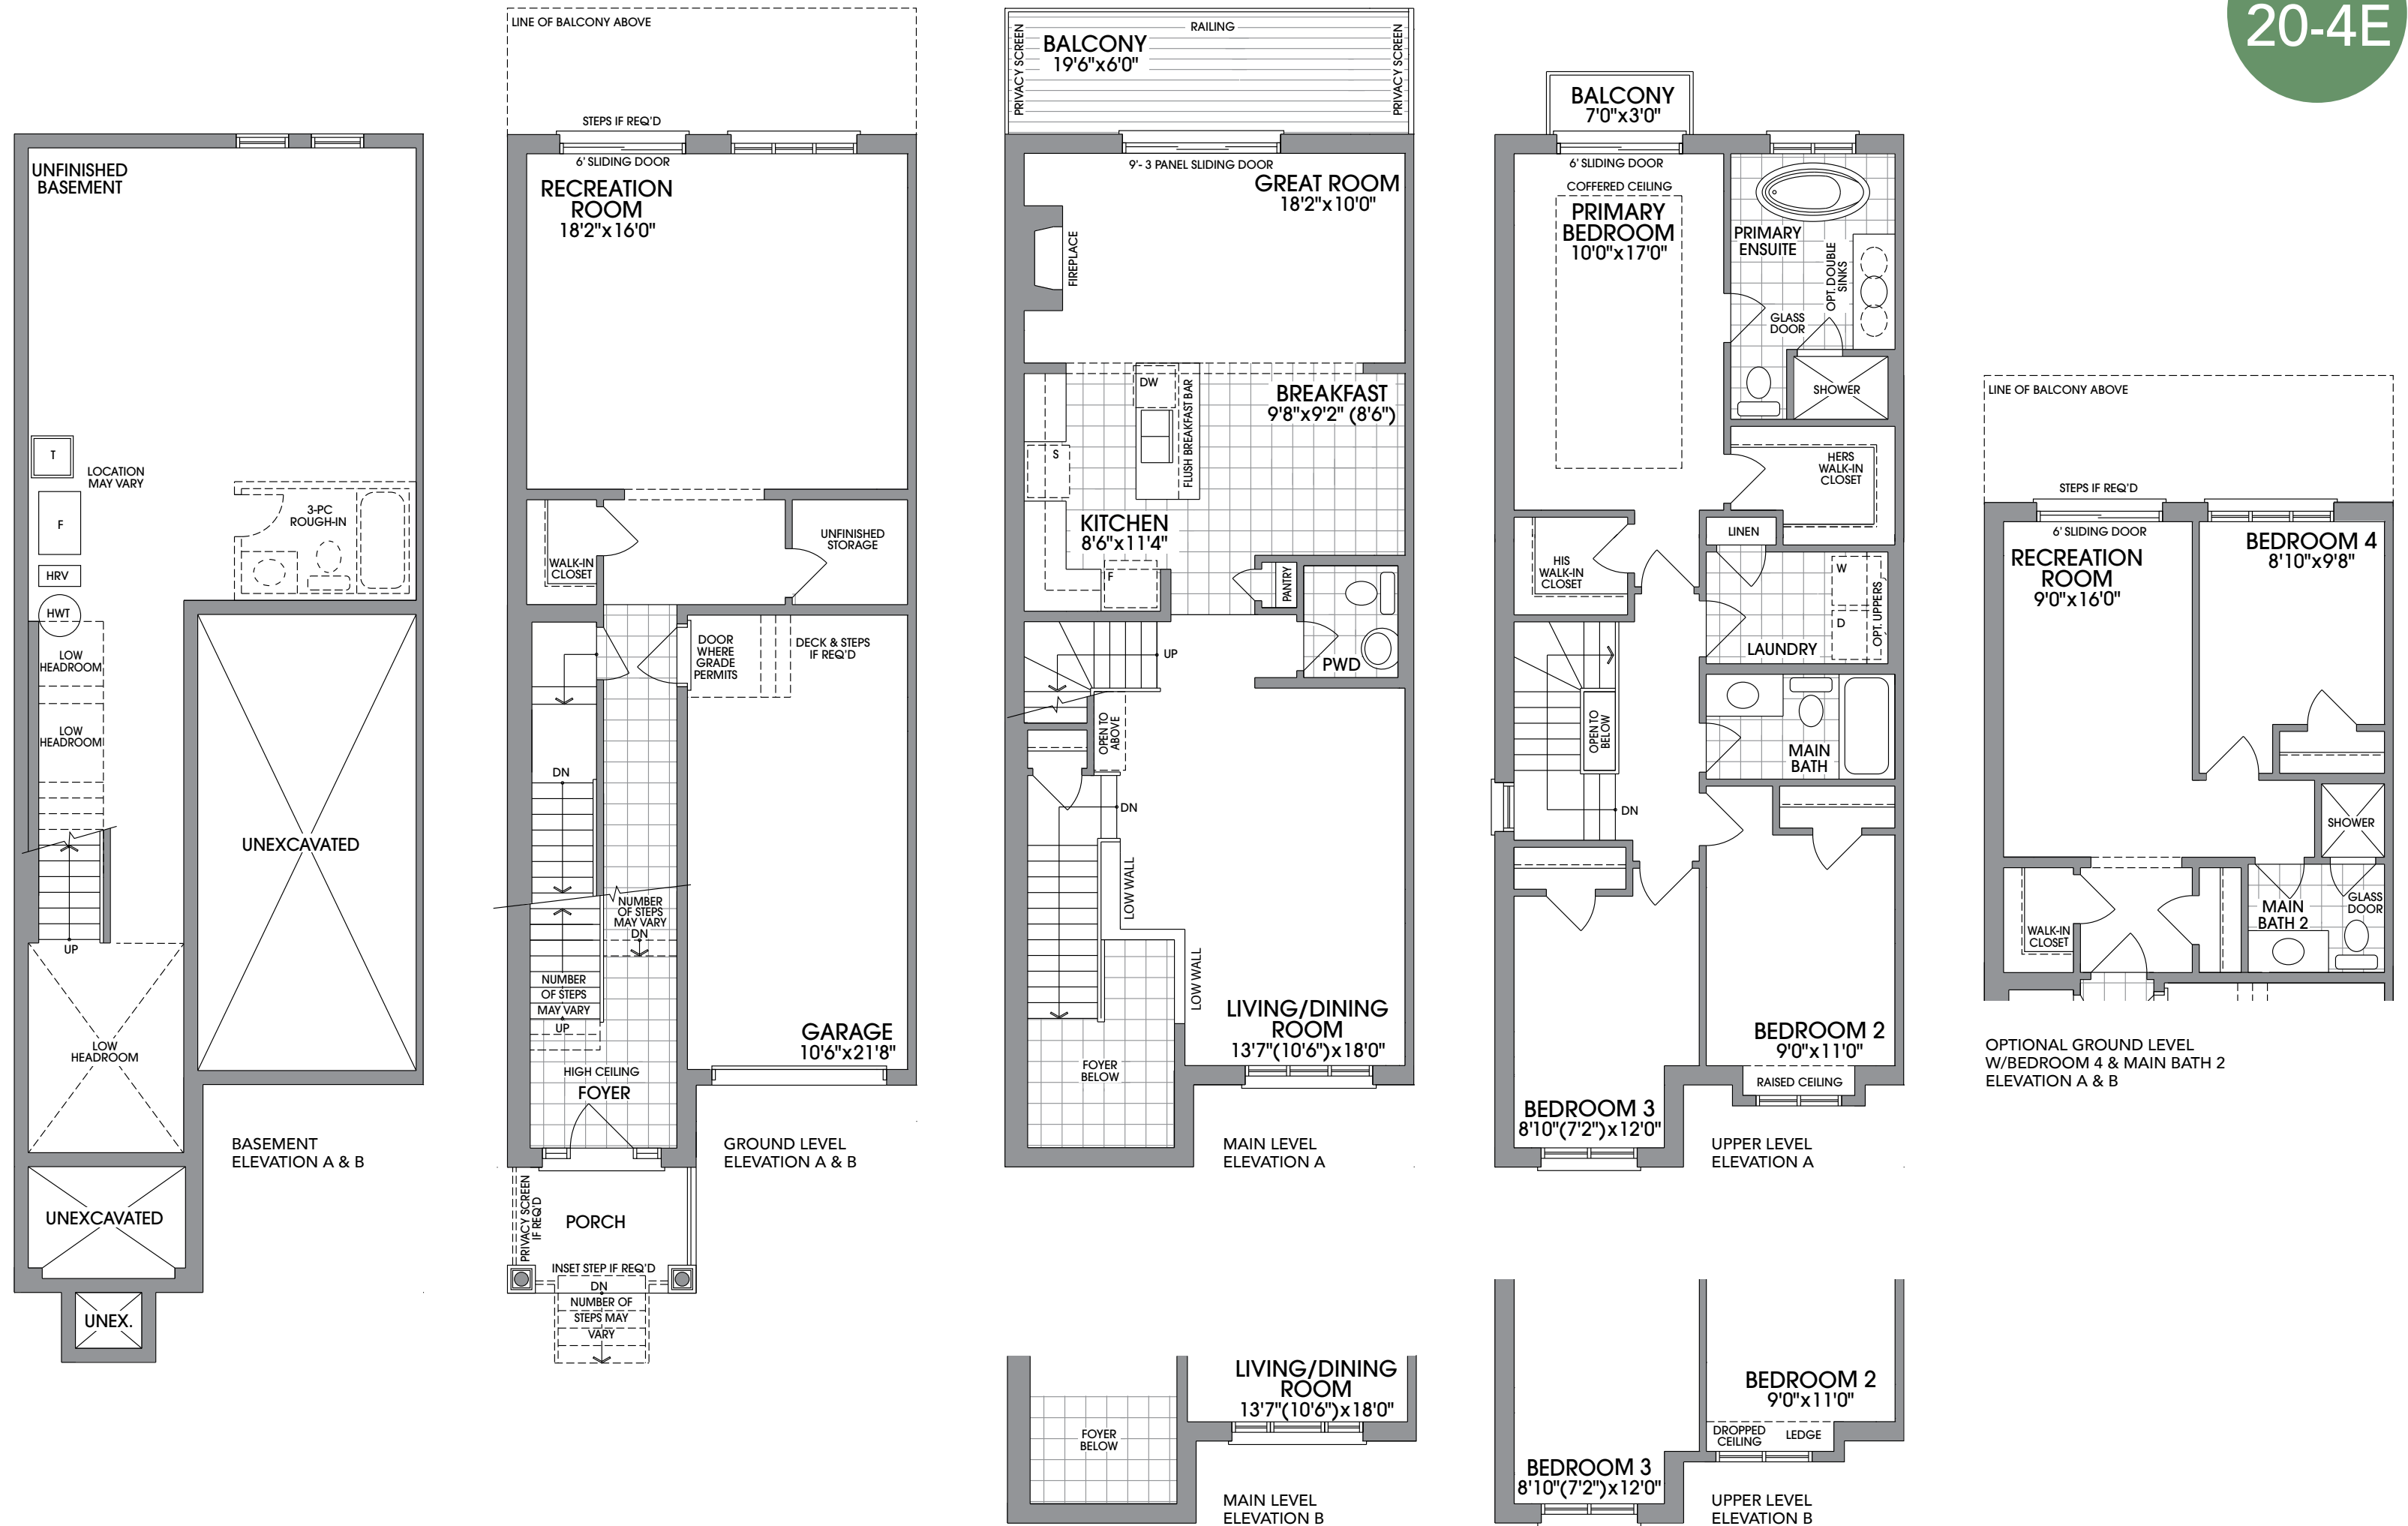 20-4E
UNFINISHED
BASEMENT
T
LOCATION
MAY VARY
F
3-PC
ROUGH-IN
HRV
HWT
LOW
HEADROOM
LOW
HEADROOM
UNEXCAVATED
UP
LOW
HEADROOM
BASEMENT
ELEVATION A & B
UNEXCAVATED
UNEX.
LINE OF BALCONY ABOVE
STEPS IF REQ'D
6' SLIDING DOOR
RECREATION
ROOM
18'2"x16'0"
WALK-IN
CLOSET
UNFINISHED
STORAGE
DOOR
WHERE
GRADE
PERMITS
DECK & STEPS
IF REQ'D
DN
NUMBER
OF STEPS
MAY VARY
DN
NUMBER
OF STEPS
MAY VARY
UP
GARAGE
10'6"x21'8"
HIGH CEILING
FOYER
GROUND LEVEL
ELEVATION A & B
PRIVACY SCREEN
IF REQ'D
PORCH
INSET STEP IF REQ'D
DN
NUMBER OF
STEPS MAY
VARY
RAILING
PRIVACY SCREEN
BALCONY
19'6"x6'0"
PRIVACY SCREEN
9'- 3 PANEL SLIDING DOOR
GREAT ROOM
18'2"x10'0"
FIREPLACE
DW
FLUSH BREAKFAST BAR
BREAKFAST
9'8"x9'2" (8'6")
S
KITCHEN
8'6"x11'4"
F
PANTRY
UP
PWD
OPEN TO
ABOVE
DN
LOW WALL
LOW WALL
LIVING/DINING
ROOM
13'7"(10'6")x18'0"
FOYER
BELOW
MAIN LEVEL
ELEVATION A
LIVING/DINING
ROOM
13'7"(10'6")x18'0"
FOYER
BELOW
MAIN LEVEL
ELEVATION B
BALCONY
7'0"x3'0"
6' SLIDING DOOR
COFFERED CEILING
PRIMARY
BEDROOM
10'0"x17'0"
PRIMARY
ENSUITE
OPT. DOUBLE
SINKS
GLASS
DOOR
SHOWER
HERS
WALK-IN
CLOSET
LINEN
HIS
WALK-IN
CLOSET
W
D
OPT. UPPERS
LAUNDRY
OPEN TO
BELOW
MAIN
BATH
DN
BEDROOM 2
9'0"x11'0"
RAISED CEILING
BEDROOM 3
8'10"(7'2")x12'0"
UPPER LEVEL
ELEVATION A
BEDROOM 2
9'0"x11'0"
DROPPED
CEILING
LEDGE
BEDROOM 3
8'10"(7'2")x12'0"
UPPER LEVEL
ELEVATION B
LINE OF BALCONY ABOVE
STEPS IF REQ'D
6' SLIDING DOOR
RECREATION
ROOM
9'0"x16'0"
BEDROOM 4
8'10"x9'8"
SHOWER
GLASS
DOOR
MAIN
BATH 2
WALK-IN
CLOSET
OPTIONAL GROUND LEVEL
W/BEDROOM 4 & MAIN BATH 2
ELEVATION A & B